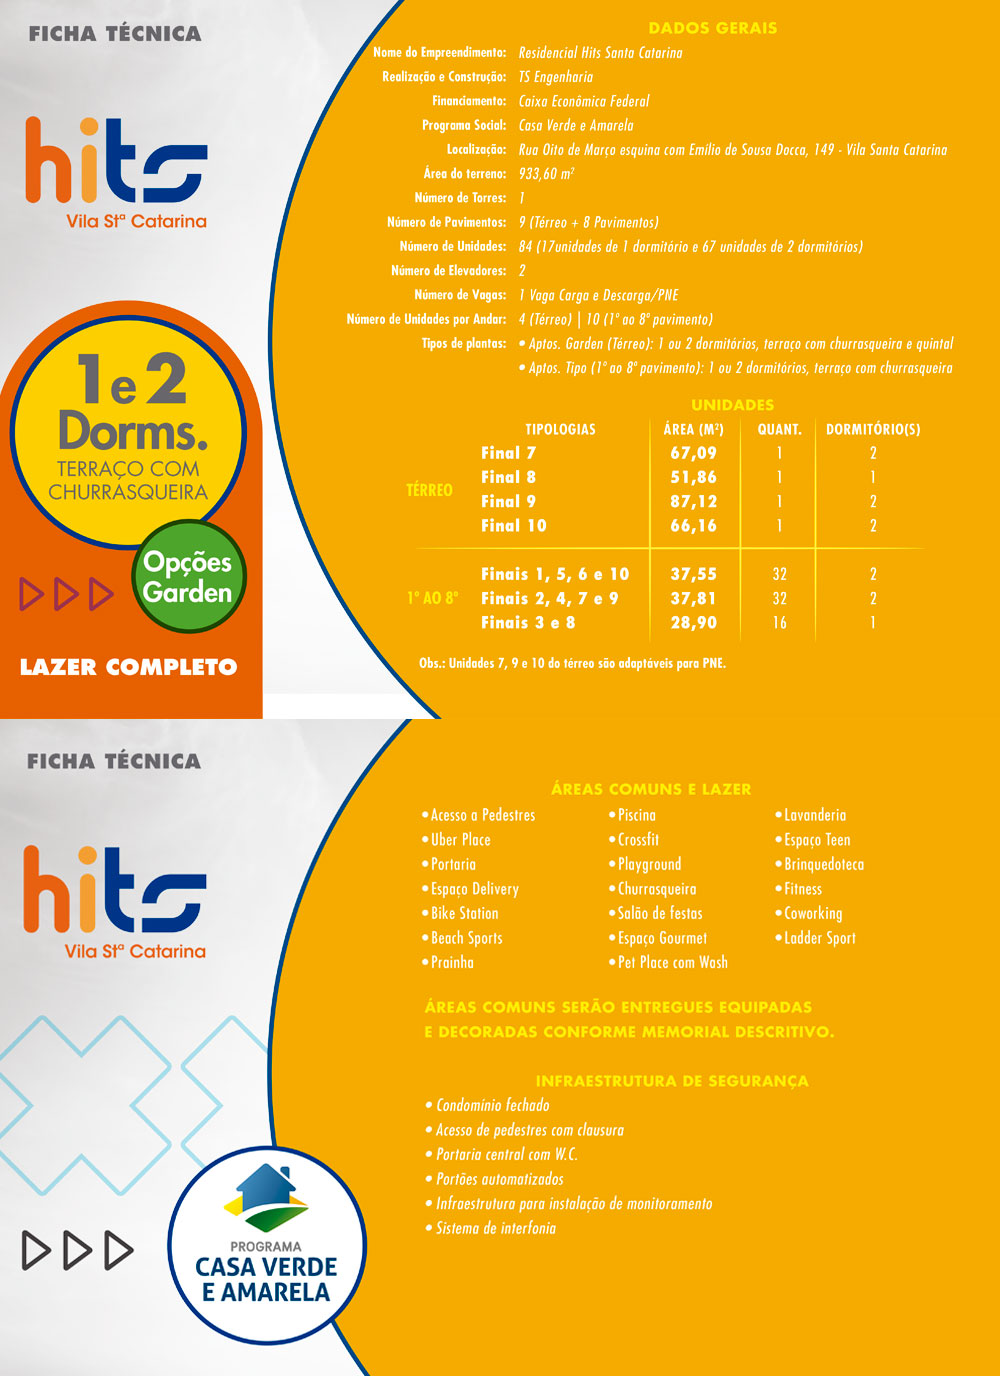 FICHA TÉCNICA
hits
Vila Stª Catarina
1 e 2
Dorms.
TERRAÇO COM
CHURRASQUEIRA
Opções
Garden
LAZER COMPLETO
DADOS GERAIS
Nome do Empreendimento: Residencial Hits Santa Catarina
Realização e Construção: TS Engenharia
Financiamento: Caixa Econômica Federal
Programa Social: Casa Verde e Amarela
Localização: Rua Oito de Março esquina com Emílio de Sousa Docca, 149 - Vila Santa Catarina
Área do terreno: 933,60 m²
Número de Torres: 1
Número de Pavimentos: 9 (Térreo + 8 Pavimentos)
Número de Unidades: 84 (17unidades de 1 dormitório e 67 unidades de 2 dormitórios)
Número de Elevadores: 2
Número de Vagas: 1 Vaga Carga e Descarga/PNE
Número de Unidades por Andar: 4 (Térreo) | 10 (1º ao 8º pavimento)
Tipos de plantas: • Aptos. Garden (Térreo): 1 ou 2 dormitórios, terraço com churrasqueira e quintal
• Aptos. Tipo (1º ao 8º pavimento): 1 ou 2 dormitórios, terraço com churrasqueira
UNIDADES
TIPOLOGIAS ÁREA (M²) QUANT. DORMITÓRIO(S)
TÉRREO
Final 7 67,09 1 2
Final 8 51,86 1 1
Final 9 87,12 1 2
Final 10 66,16 1 2
1º AO 8º
Finais 1, 5, 6 e 10 37,55 32 2
Finais 2, 4, 7 e 9 37,81 32 2
Finais 3 e 8 28,90 16 1
Obs.: Unidades 7, 9 e 10 do térreo são adaptáveis para PNE.
FICHA TÉCNICA
hits
Vila Stª Catarina
PROGRAMA
CASA VERDE
E AMARELA
ÁREAS COMUNS E LAZER
• Acesso a Pedestres
• Uber Place
• Portaria
• Espaço Delivery
• Bike Station
• Beach Sports
• Prainha
• Piscina
• Crossfit
• Playground
• Churrasqueira
• Salão de festas
• Espaço Gourmet
• Pet Place com Wash
• Lavanderia
• Espaço Teen
• Brinquedoteca
• Fitness
• Coworking
• Ladder Sport
ÁREAS COMUNS SERÃO ENTREGUES EQUIPADAS
E DECORADAS CONFORME MEMORIAL DESCRITIVO.
INFRAESTRUTURA DE SEGURANÇA
• Condomínio fechado
• Acesso de pedestres com clausura
• Portaria central com W.C.
• Portões automatizados
• Infraestrutura para instalação de monitoramento
• Sistema de interfonia